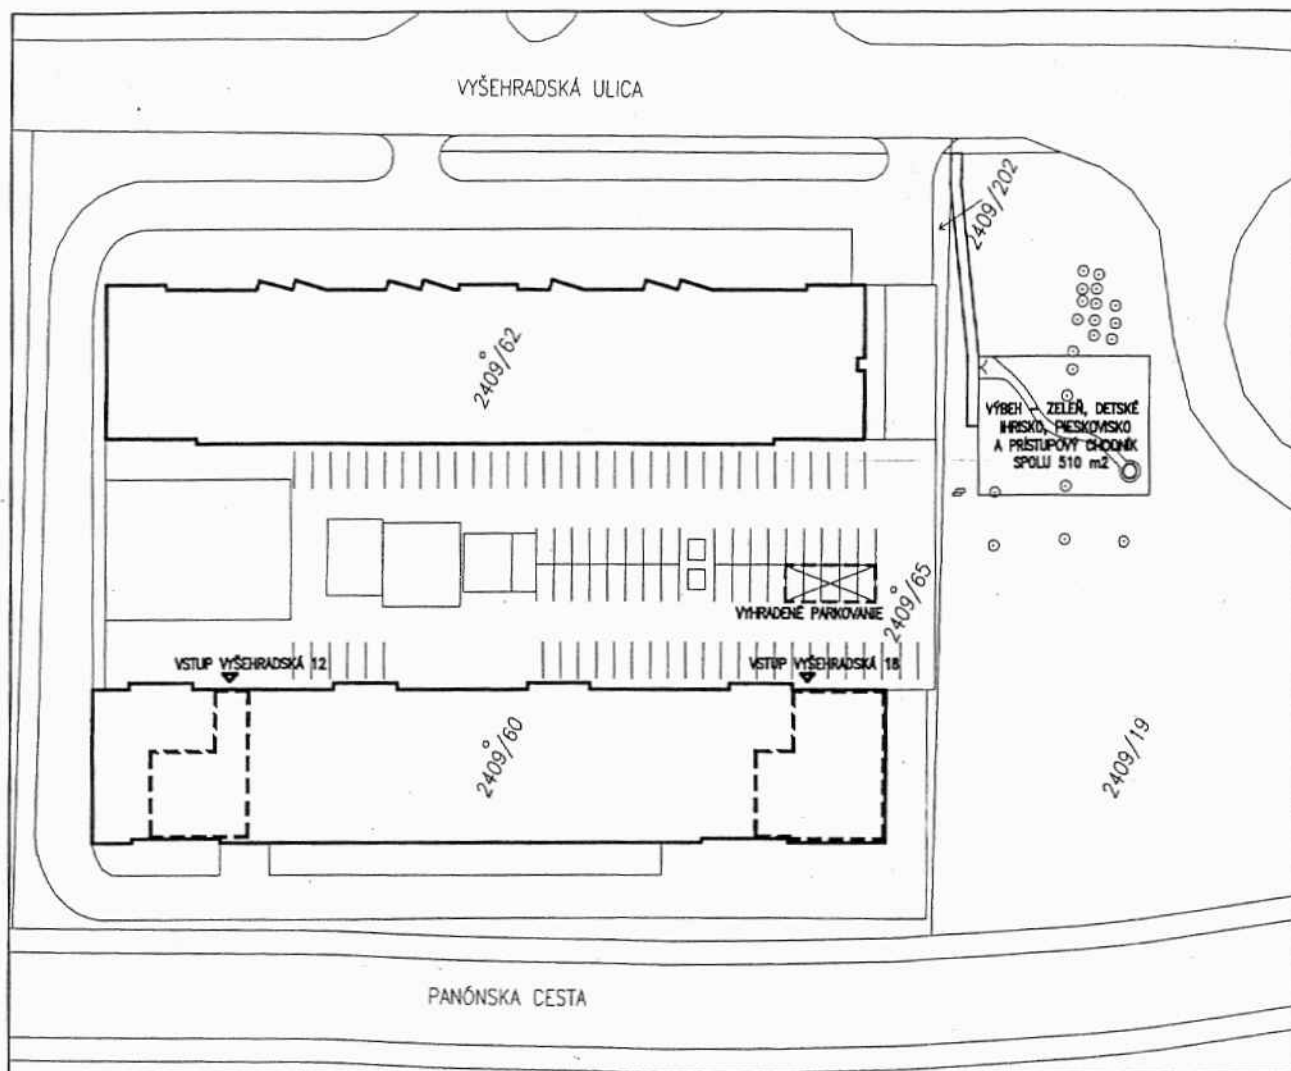 VYŠEHRADSKÁ ULICA
2409/202
2409/62
VÝBEH - ZELEŇ, DETSKÉ
IHRISKO, PIESKOVISKO
A PRÍSTUPOVÝ CHODNÍK
SPOLU 510 m2
2409/65
VYHRADENÉ PARKOVANIE
VSTUP VYŠEHRADSKÁ 12
VSTUP VYŠEHRADSKÁ 18
2409/60
2409/19
PANÓNSKA CESTA